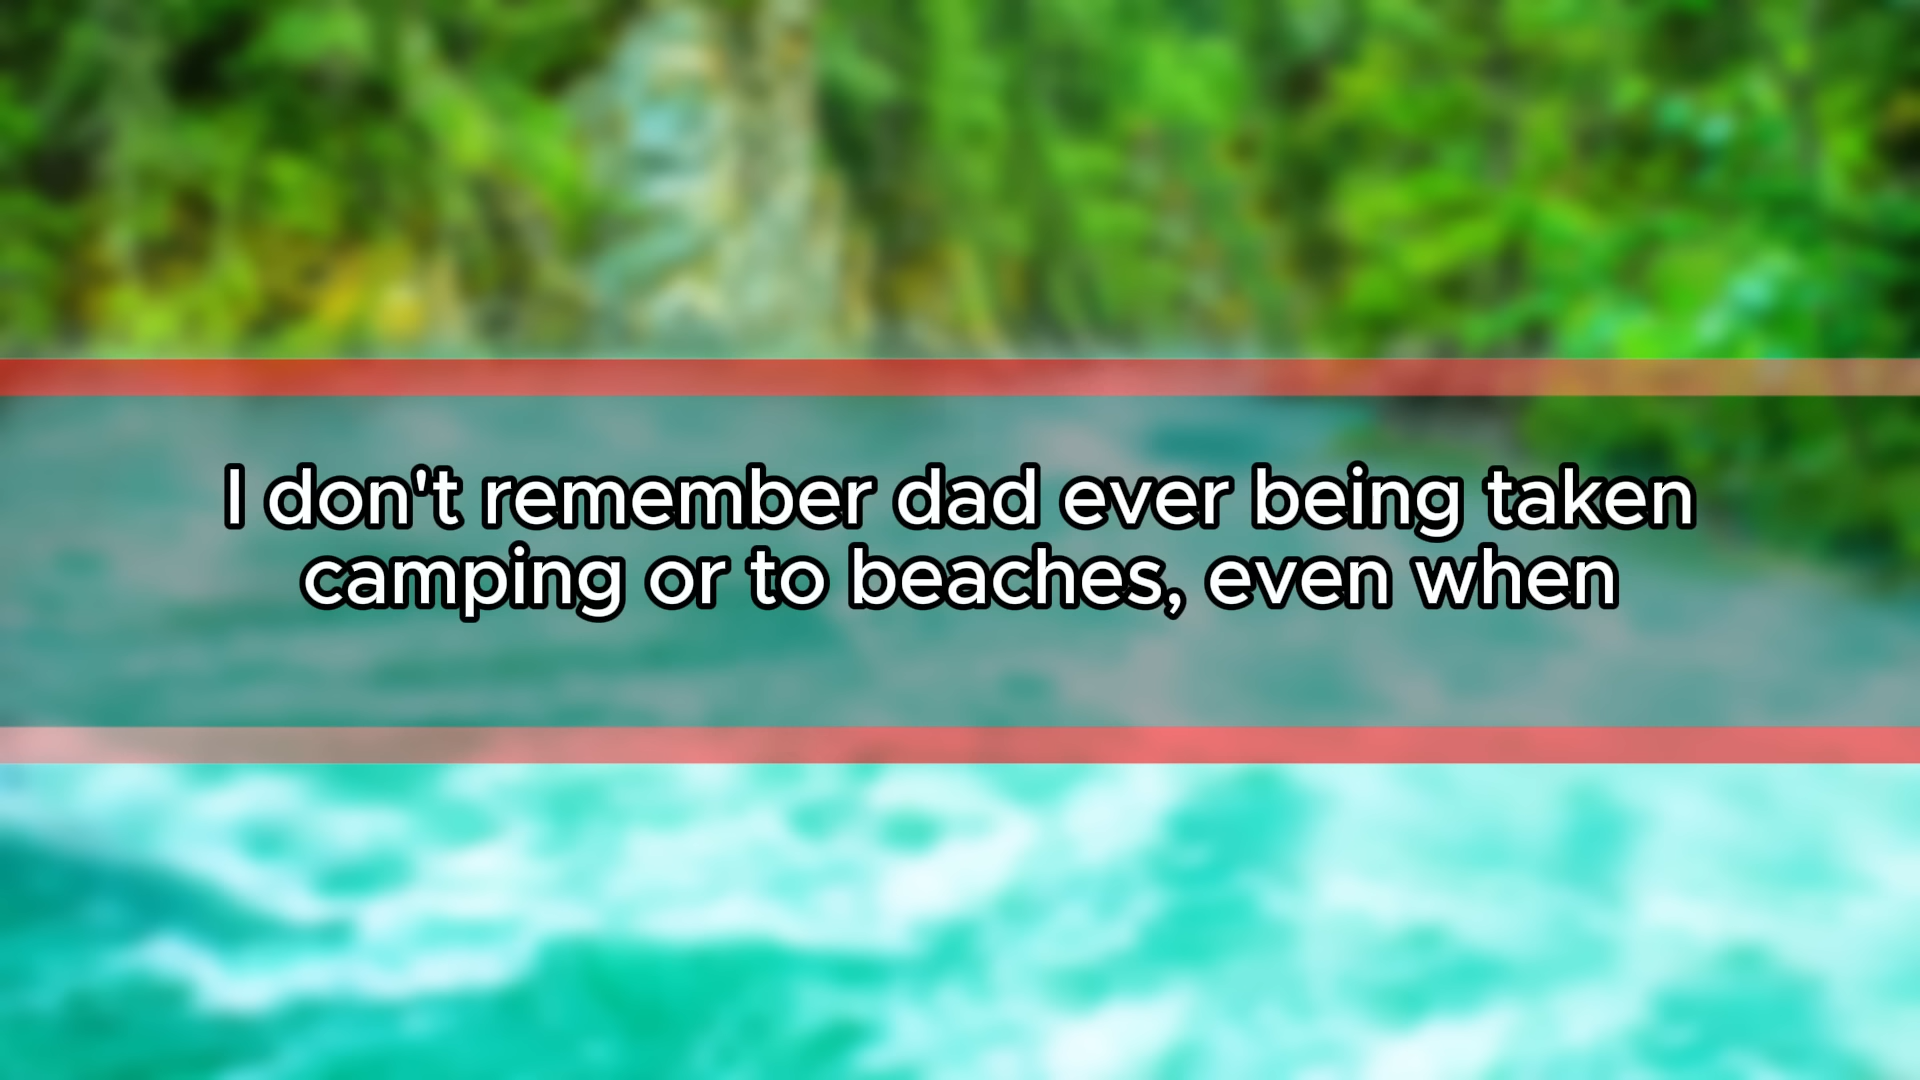 I don't remember dad ever being taken
camping or to beaches, even when